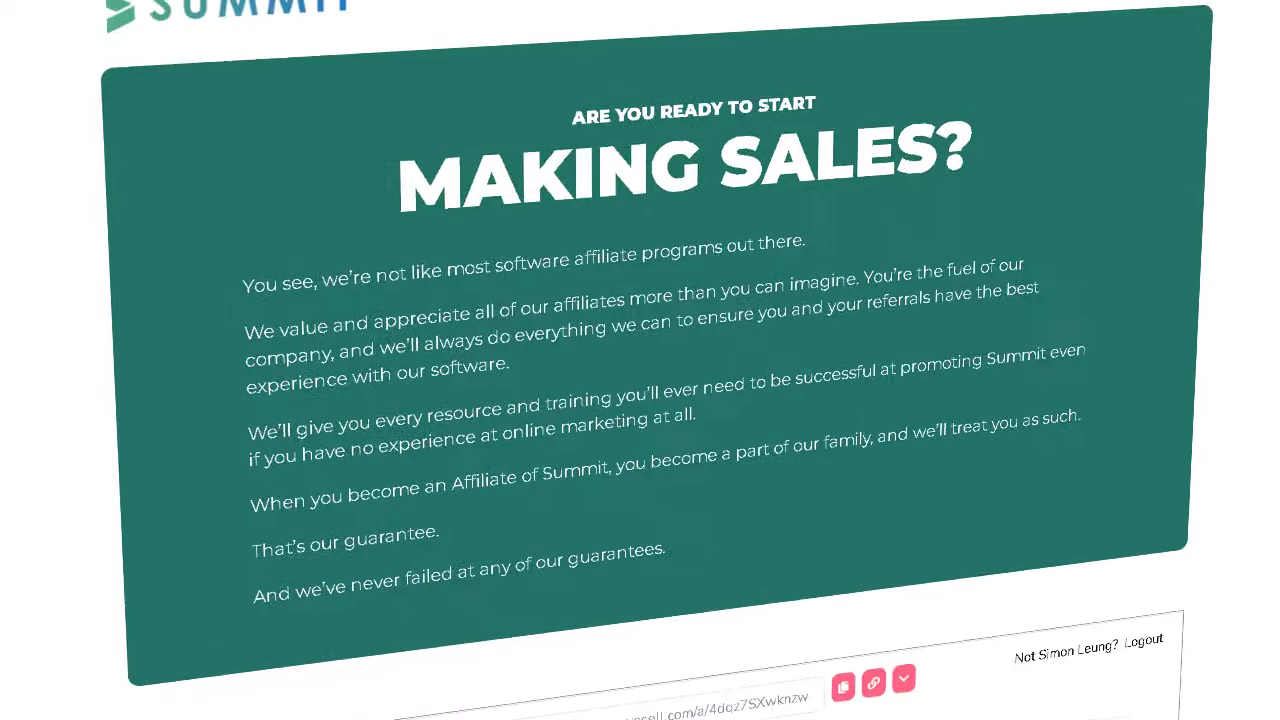 SUMMIT
ARE YOU READY TO START
MAKING SALES?
You see, we're not like most software affiliate programs out there.
We value and appreciate all of our affiliates more than you can imagine. You're the fuel of our
company, and we'll always do everything we can to ensure you and your referrals have the best
experience with our software.
We'll give you every resource and training you'll ever need to be successful at promoting Summit even
if you have no experience at online marketing at all.
When you become an Affiliate of Summit, you become a part of our family, and we'll treat you as such.
That's our guarantee.
And we've never failed at any of our guarantees.
Not Simon Leung? Logout